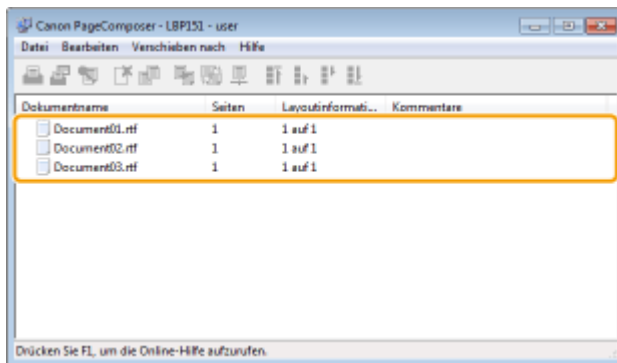 Canon PageComposer - LBP151 - user
Datei Bearbeiten Verschieben nach Hilfe
Dokumentname Seiten Layoutinformati... Kommentare
Document01.rtf 1 1 auf 1
Document02.rtf 1 1 auf 1
Document03.rtf 1 1 auf 1
Drücken Sie F1, um die Online-Hilfe aufzurufen.